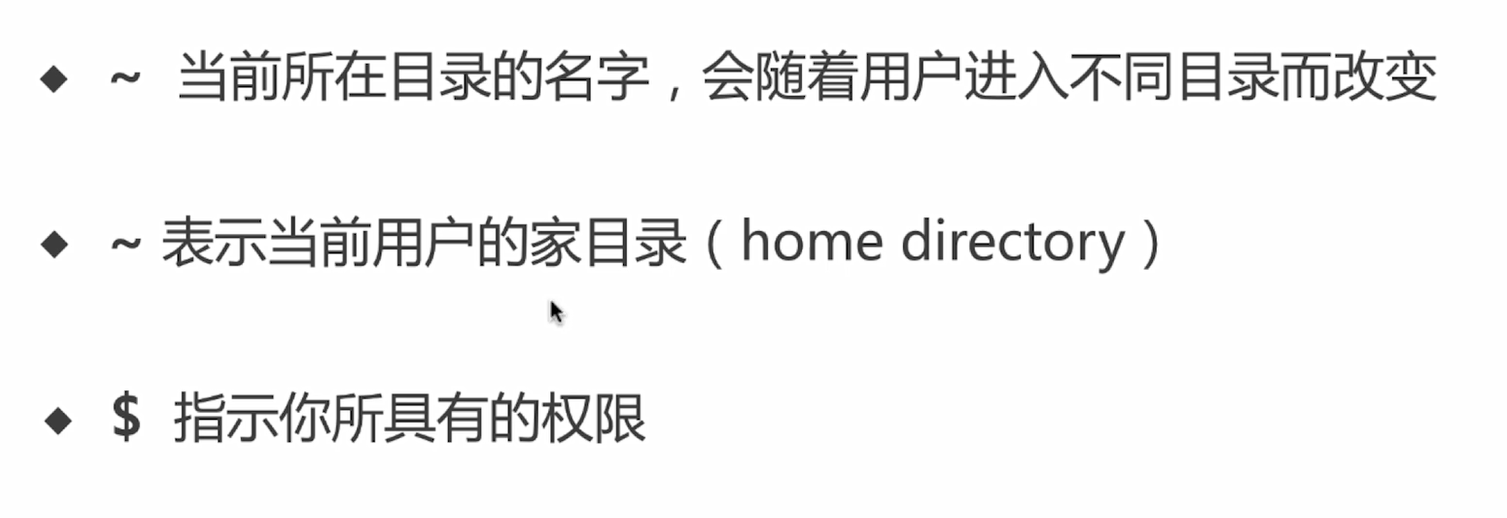 ◆ ~ 当前所在目录的名字，会随着用户进入不同目录而改变
◆ ~ 表示当前用户的家目录（home directory）
◆ $ 指示你所具有的权限